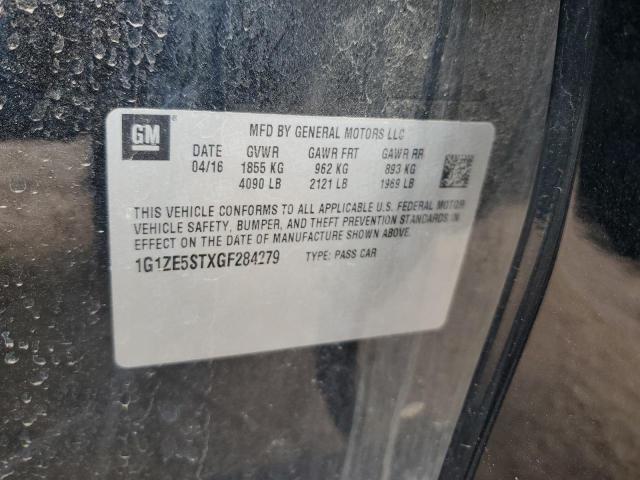 GM ®
MFD BY GENERAL MOTORS LLC
DATE GVWR GAWR FRT GAWR RR
04/16 1855 KG 962 KG 893 KG
4090 LB 2121 LB 1969 LB
THIS VEHICLE CONFORMS TO ALL APPLICABLE U.S. FEDERAL MOTOR
VEHICLE SAFETY, BUMPER, AND THEFT PREVENTION STANDARDS IN
EFFECT ON THE DATE OF MANUFACTURE SHOWN ABOVE.
1G1ZE5STXGF284279 TYPE: PASS CAR